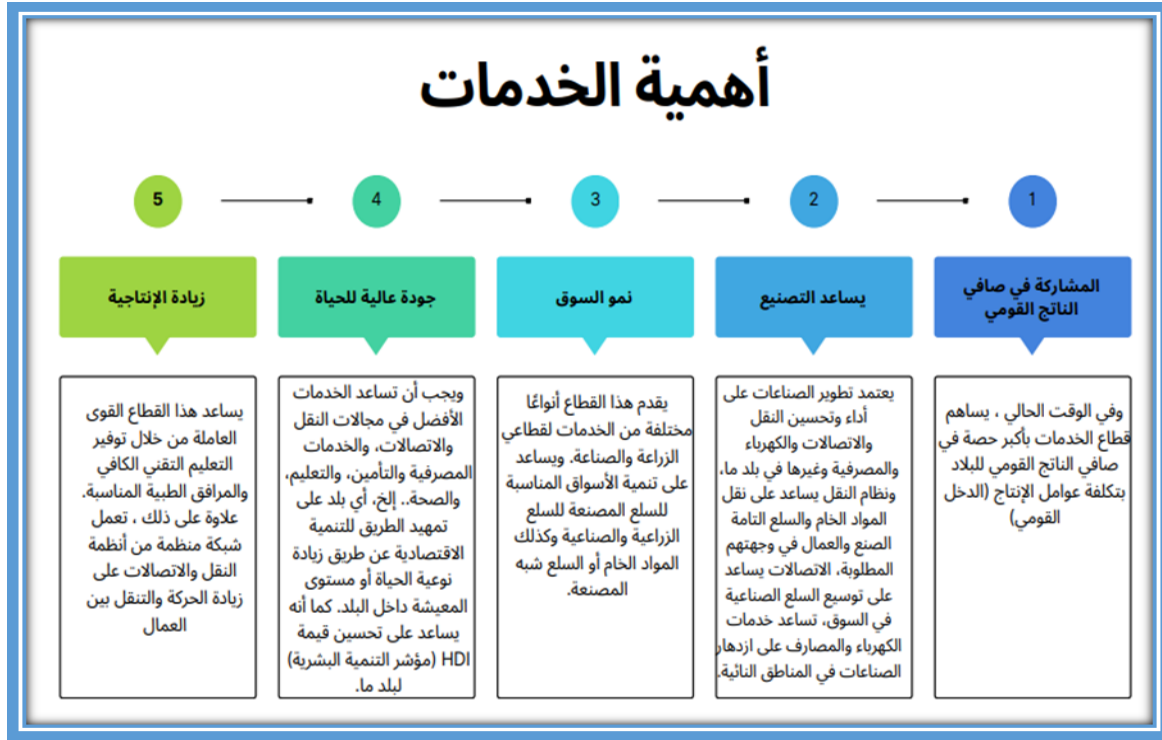 أهمية الخدمات
1
المشاركة في صافي
الناتج القومي
وفي الوقت الحالي ، يساهم
قطاع الخدمات بأكبر حصة في
صافي الناتج القومي للبلاد
بتكلفة عوامل الإنتاج (الدخل
القومي)
2
يساعد التصنيع
يعتمد تطوير الصناعات على
أداء وتحسين النقل
والاتصالات والكهرباء
والمصرفية وغيرها في بلد ما،
ونظام النقل يساعد على نقل
المواد الخام والسلع التامة
الصنع والعمال في وجهتهم
المطلوبة، الاتصالات يساعد
على توسيع السلع الصناعية
في السوق، تساعد خدمات
الكهرباء والمصارف على ازدهار
الصناعات في المناطق النائية.
3
نمو السوق
يقدم هذا القطاع أنواعًا
مختلفة من الخدمات لقطاعي
الزراعة والصناعة. ويساعد
على تنمية الأسواق المناسبة
للسلع المصنعة للسلع
الزراعية والصناعية وكذلك
المواد الخام أو السلع شبه
المصنعة.
4
جودة عالية للحياة
ويجب أن تساعد الخدمات
الأفضل في مجالات النقل
والاتصالات، والخدمات
المصرفية والتأمين، والتعليم،
والصحة.. إلخ، أي بلد على
تمهيد الطريق للتنمية
الاقتصادية عن طريق زيادة
نوعية الحياة أو مستوى
المعيشة داخل البلد. كما أنه
يساعد على تحسين قيمة
HDI (مؤشر التنمية البشرية)
لبلد ما.
5
زيادة الإنتاجية
يساعد هذا القطاع القوى
العاملة من خلال توفير
التعليم التقني الكافي
والمرافق الطبية المناسبة.
علاوة على ذلك ، تعمل
شبكة منظمة من أنظمة
النقل والاتصالات على
زيادة الحركة والتنقل بين
العمال